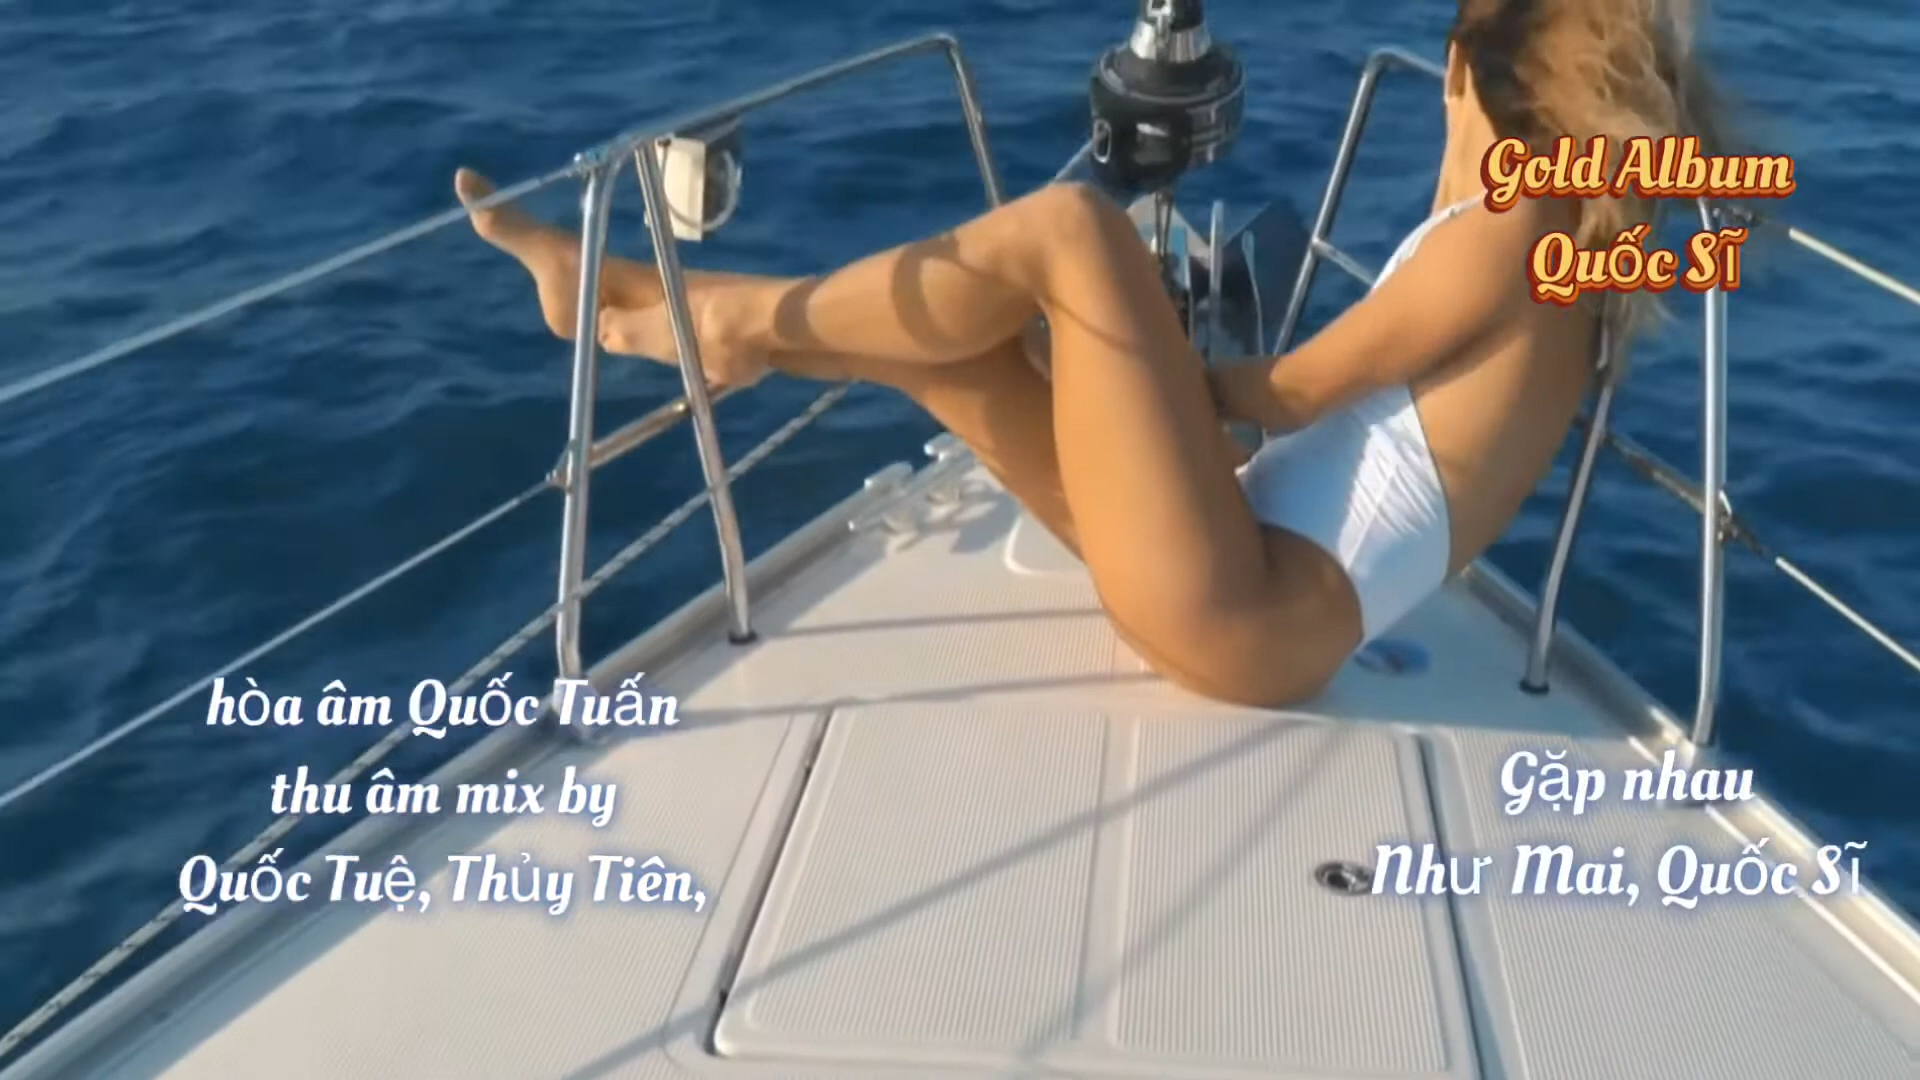 Gold Album
Quốc Sĩ
hòa âm Quốc Tuấn
thu âm mix by
Quốc Tuệ, Thủy Tiên,
Gặp nhau
Như Mai, Quốc Sĩ